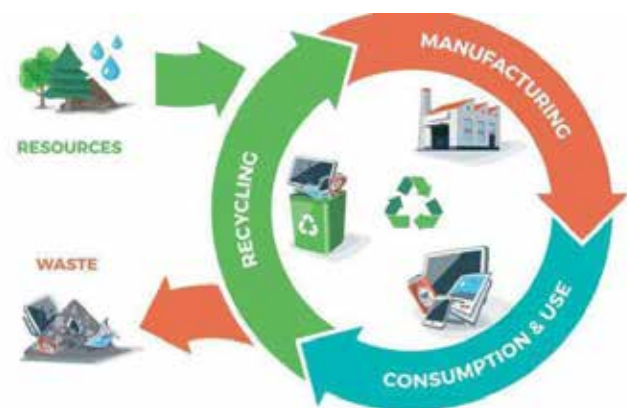 MANUFACTURING
RESOURCES
RECYCLING
WASTE
CONSUMPTION & USE